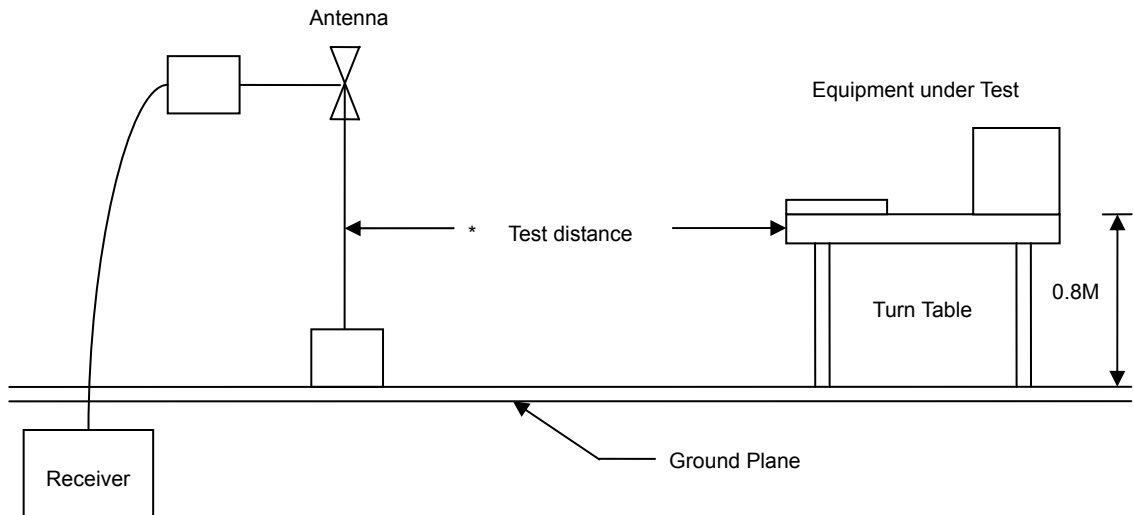 Antenna
Equipment under Test
* Test distance
0.8M
Turn Table
Ground Plane
Receiver